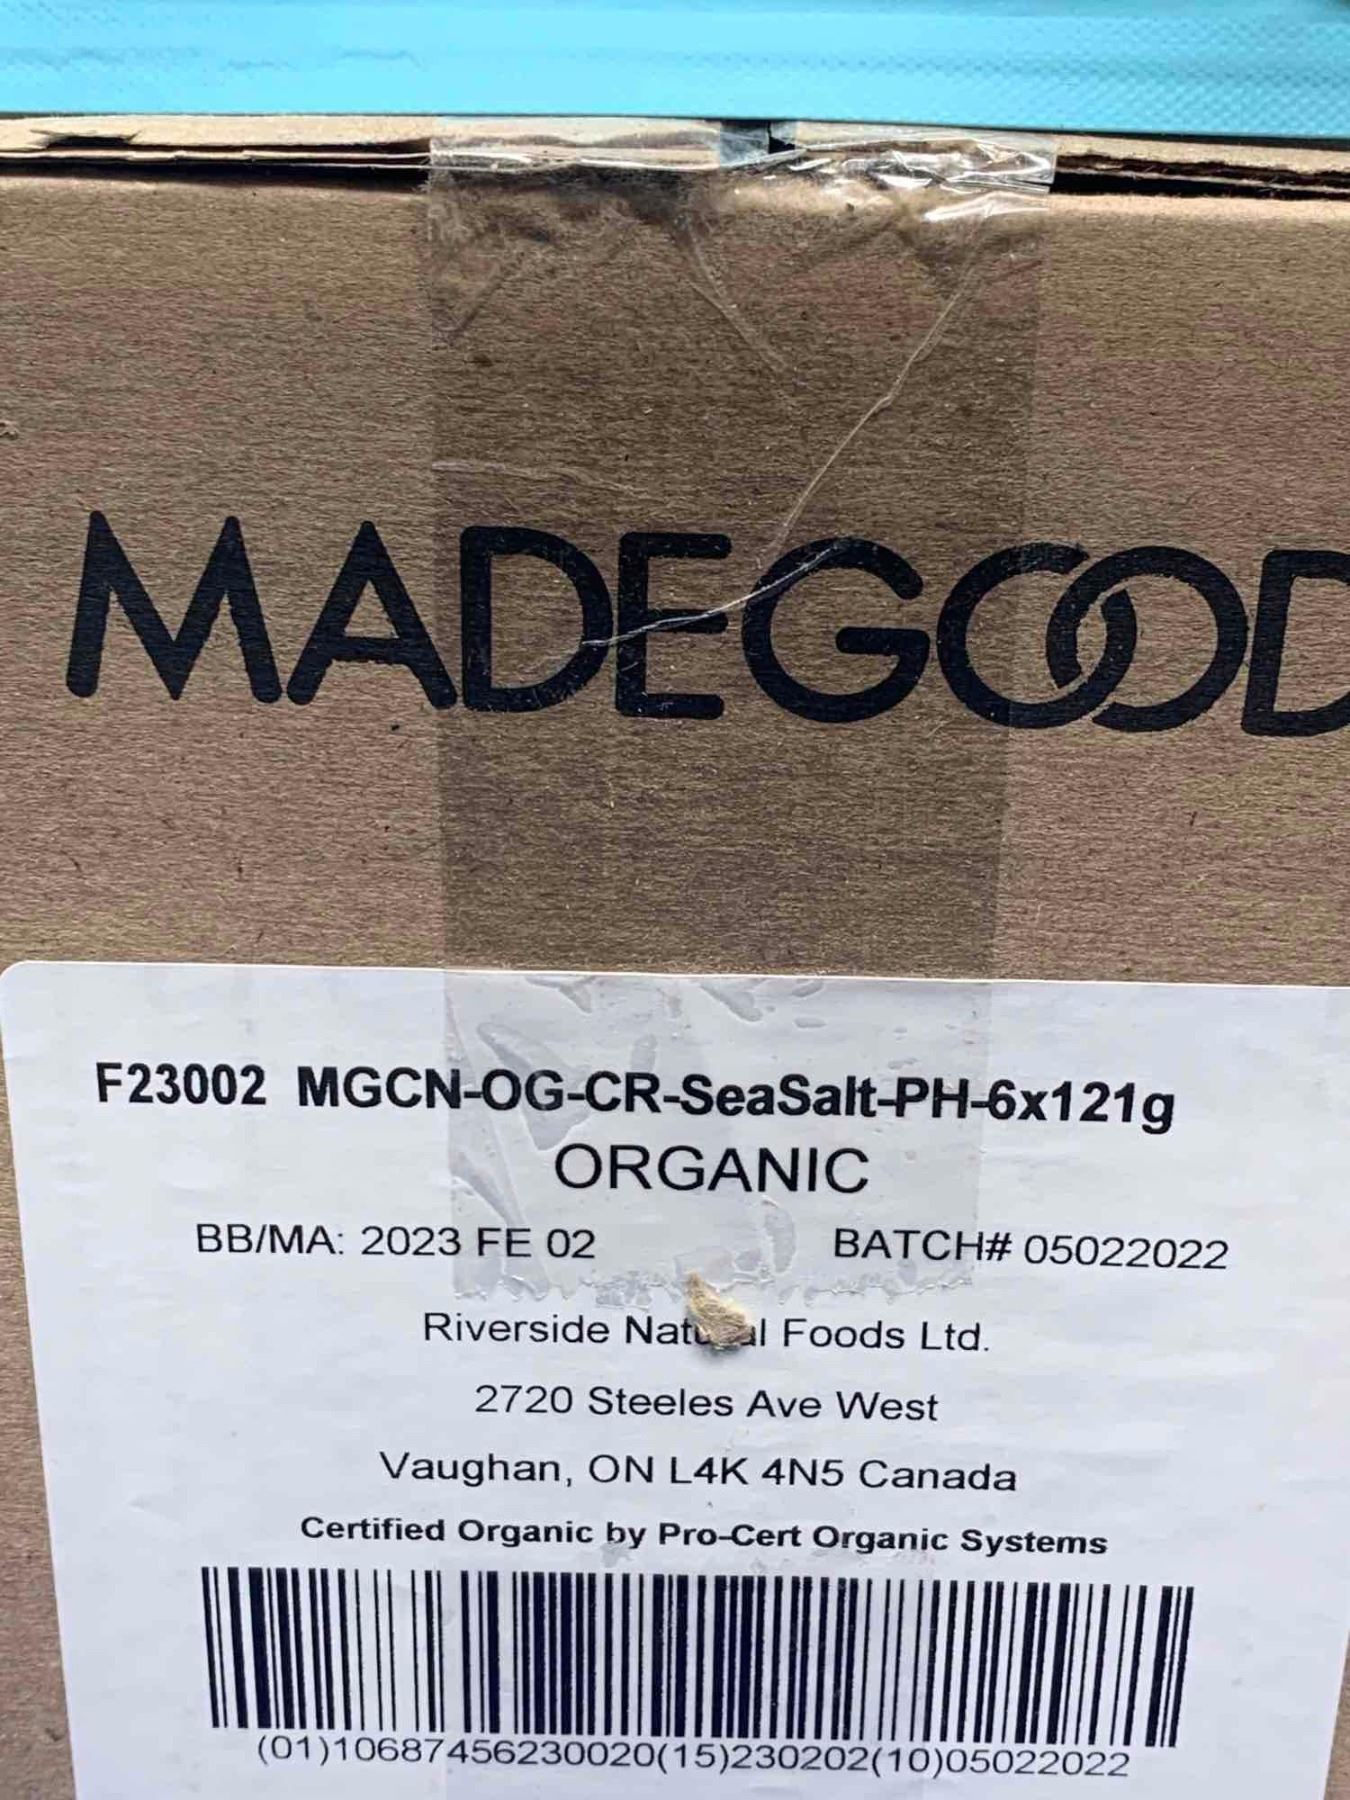 MADEGOOD
F23002 MGCN-OG-CR-SeaSalt-PH-6x121g
ORGANIC
BB/MA: 2023 FE 02 BATCH# 05022022
Riverside Natural Foods Ltd.
2720 Steeles Ave West
Vaughan, ON L4K 4N5 Canada
Certified Organic by Pro-Cert Organic Systems
(01)10687456230020(15)230202(10)05022022